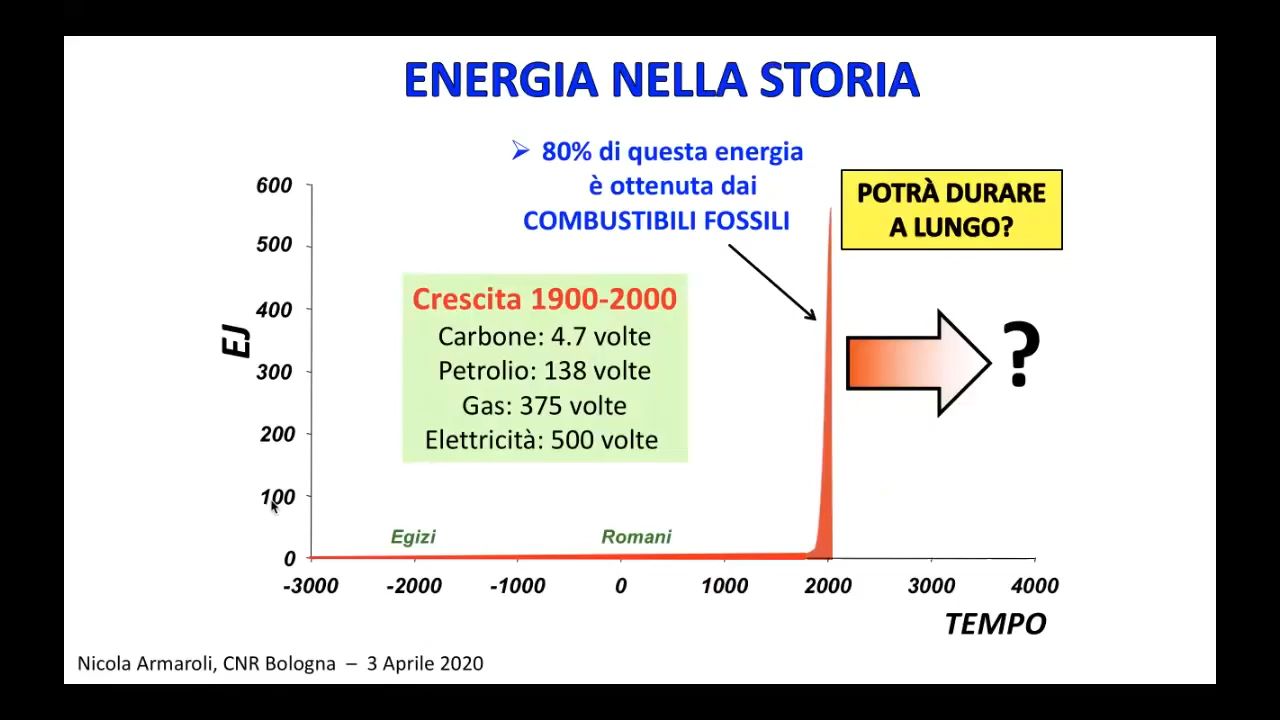 ENERGIA NELLA STORIA
➢ 80% di questa energia
è ottenuta dai
COMBUSTIBILI FOSSILI
POTRÀ DURARE
A LUNGO?
600
500
400
300
200
100
0
EJ
Crescita 1900-2000
Carbone: 4.7 volte
Petrolio: 138 volte
Gas: 375 volte
Elettricità: 500 volte
?
Egizi
Romani
-3000 -2000 -1000 0 1000 2000 3000 4000
TEMPO
Nicola Armaroli, CNR Bologna – 3 Aprile 2020